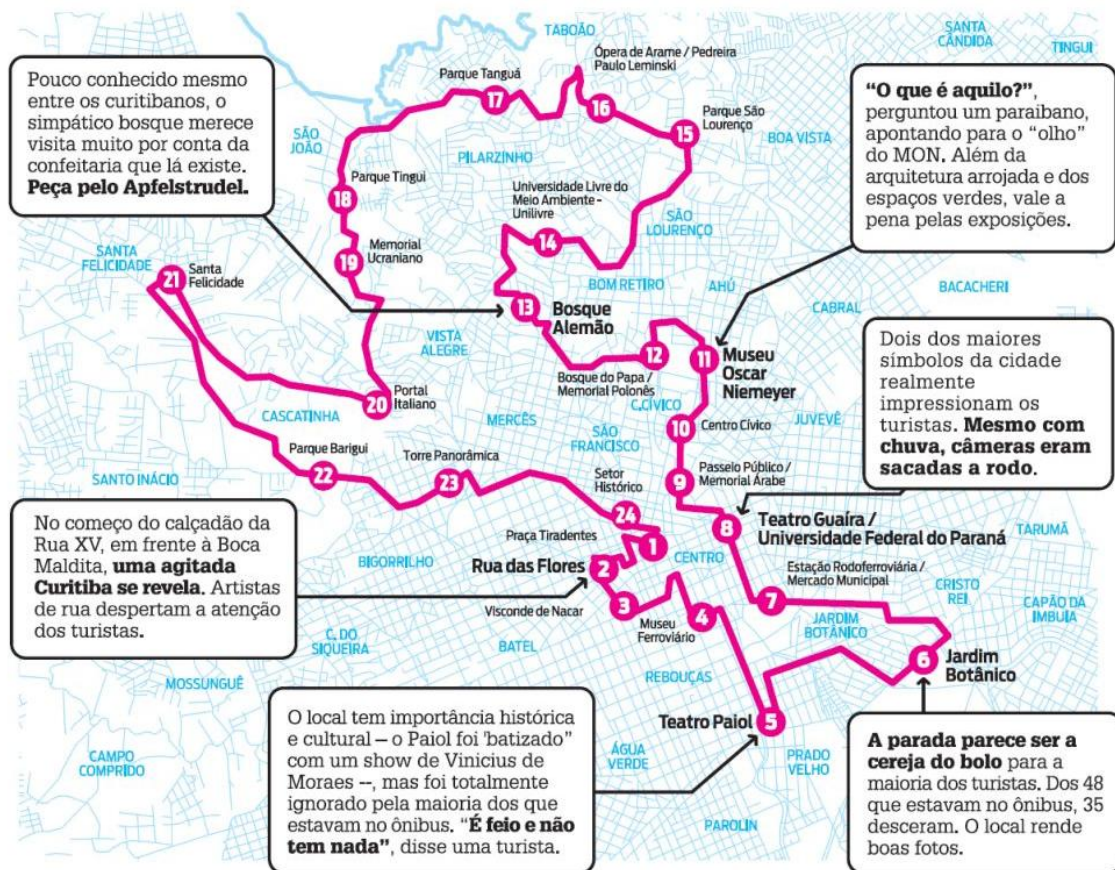 TABOÃO
SANTA
CÂNDIDA
TINGUI
Ópera de Arame / Pedreira
Paulo Leminski
Parque Tanguá
17
16
15
Parque São
Lourenço
BOA VISTA
Pouco conhecido mesmo
entre os curitibanos, o
simpático bosque merece
visita muito por conta da
confeitaria que lá existe.
Peça pelo Apfelstrudel.
“O que é aquilo?”,
perguntou um paraibano,
apontando para o “olho”
do MON. Além da
arquitetura arrojada e dos
espaços verdes, vale a
pena pelas exposições.
SÃO
JOÃO
PILARZINHO
Parque Tingui
18
Universidade Livre do
Meio Ambiente -
Unilivre
14
SÃO
LOURENÇO
Memorial
Ucraniano
19
SANTA
FELICIDADE
21
Santa
Felicidade
BOM RETIRO
AHÚ
BACACHERI
CABRAL
13
Bosque
Alemão
VISTA
ALEGRE
12
Bosque do Papa /
Memorial Polonês
11
Museu
Oscar
Niemeyer
Dois dos maiores
símbolos da cidade
realmente
impressionam os
turistas. Mesmo com
chuva, câmeras eram
sacadas a rodo.
20
Portal
Italiano
CASCATINHA
MERCÊS
C.CÍVICO
JUVEVÊ
SÃO
FRANCISCO
10
Centro Cívico
Parque Barigui
22
Torre Panorâmica
23
SANTO INÁCIO
Setor
Histórico
24
9
Passeio Público /
Memorial Árabe
8
Teatro Guaíra /
Universidade Federal do Paraná
TARUMÃ
No começo do calçadão da
Rua XV, em frente à Boca
Maldita, uma agitada
Curitiba se revela. Artistas
de rua despertam a atenção
dos turistas.
BIGORRILHO
Praça Tiradentes
1
CENTRO
Rua das Flores
2
Visconde de Nacar
3
Museu
Ferroviário
4
Estação Rodoferroviária /
Mercado Municipal
7
CRISTO
REI
CAPÃO DA
IMBUIA
JARDIM
BOTÂNICO
C. DO
SIQUEIRA
BATEL
6
Jardim
Botânico
MOSSUNGUÊ
REBOUÇAS
Teatro Paiol
5
O local tem importância histórica
e cultural – o Paiol foi 'batizado”
com um show de Vinicius de
Moraes --, mas foi totalmente
ignorado pela maioria dos que
estavam no ônibus. “É feio e não
tem nada”, disse uma turista.
A parada parece ser a
cereja do bolo para a
maioria dos turistas. Dos 48
que estavam no ônibus, 35
desceram. O local rende
boas fotos.
CAMPO
COMPRIDO
ÁGUA
VERDE
PRADO
VELHO
PAROLIN